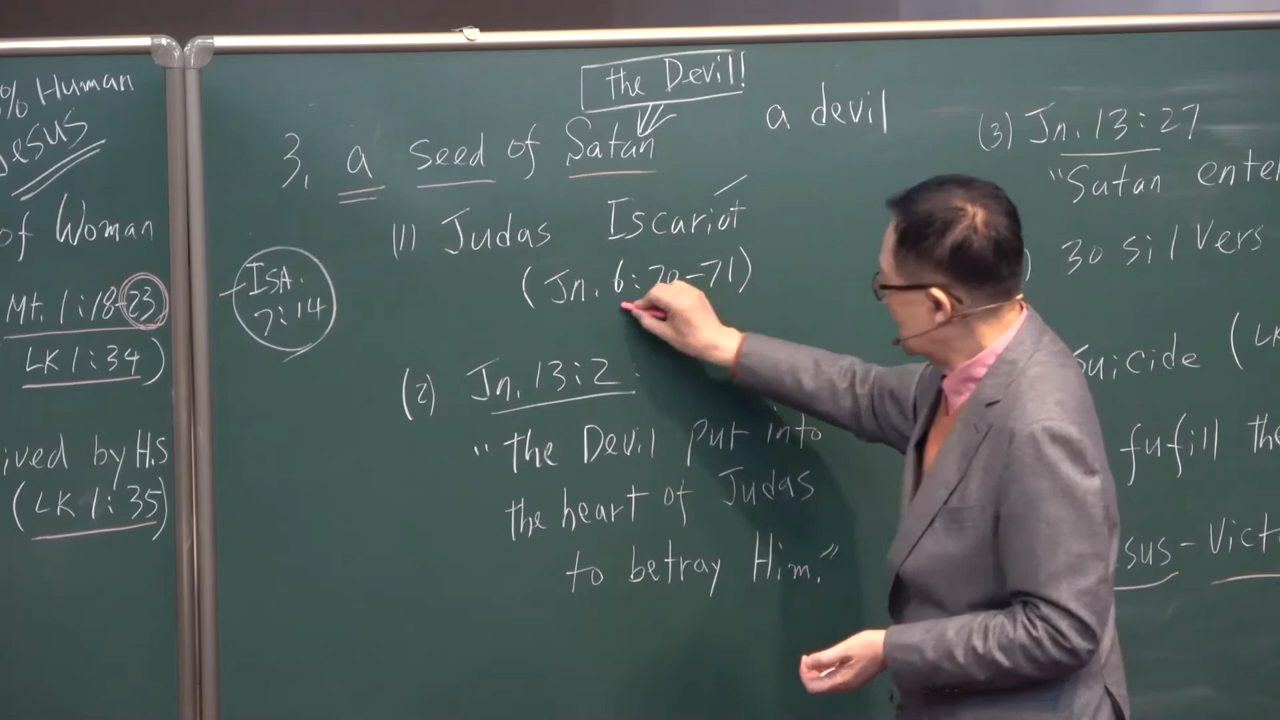 % Human
Jesus
of Woman
Mt. 1:18-23
LK 1:34)
ived by H.S
(LK 1:35)
the Devil!
3, a seed of Satan
a devil
(1) Judas Iscariot
(Jn. 6:70-71)
ISA.
7:14
(2) Jn. 13:2
"the Devil put into
the heart of Judas
to betray Him."
(3) Jn. 13:27
"Satan ente
) 30 silvers
Suicide (LK
fufill the
sus-Vict